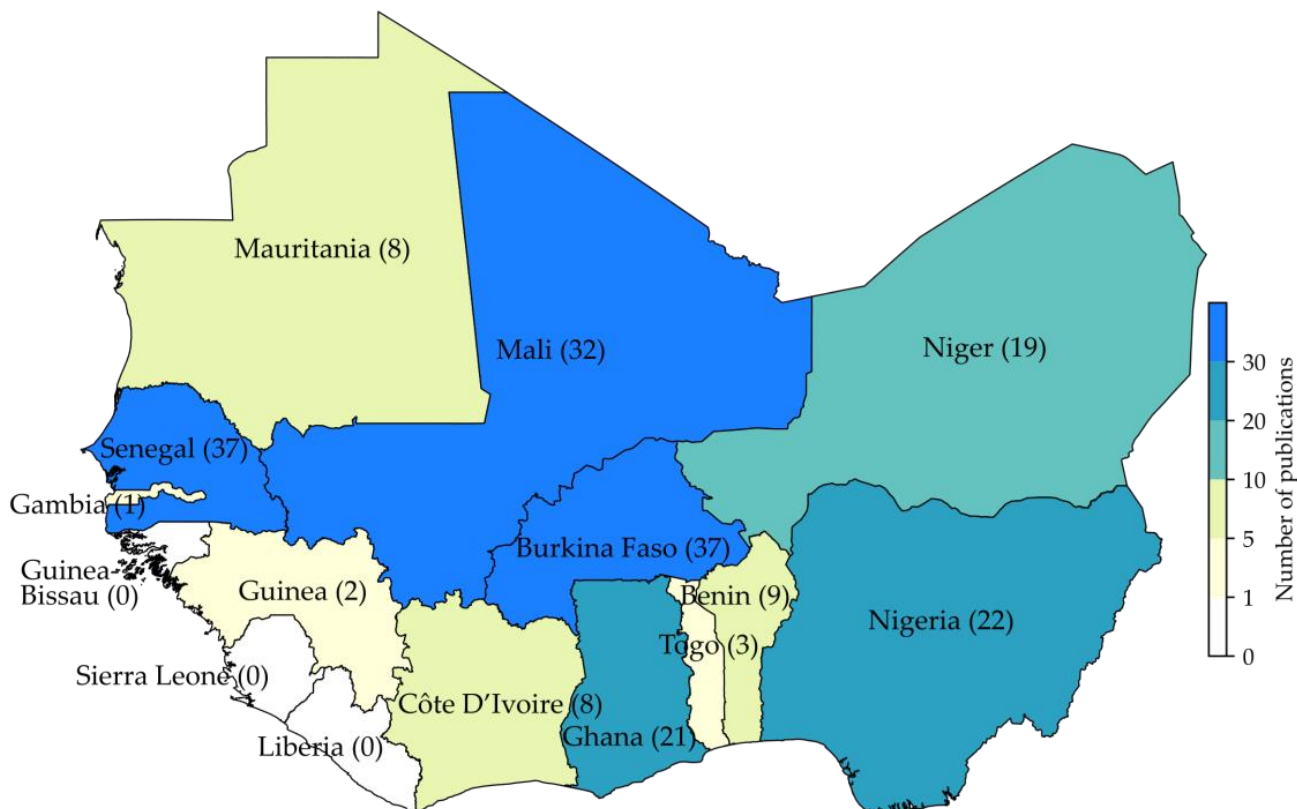 Mauritania (8)
Mali (32)
Niger (19)
Senegal (37)
Gambia (1)
Burkina Faso (37)
Guinea-
Bissau (0)
Guinea (2)
Benin (9)
Nigeria (22)
Togo (3)
Sierra Leone (0)
Côte D'Ivoire (8)
Ghana (21)
Liberia (0)
30
20
10
5
1
0
Number of publications